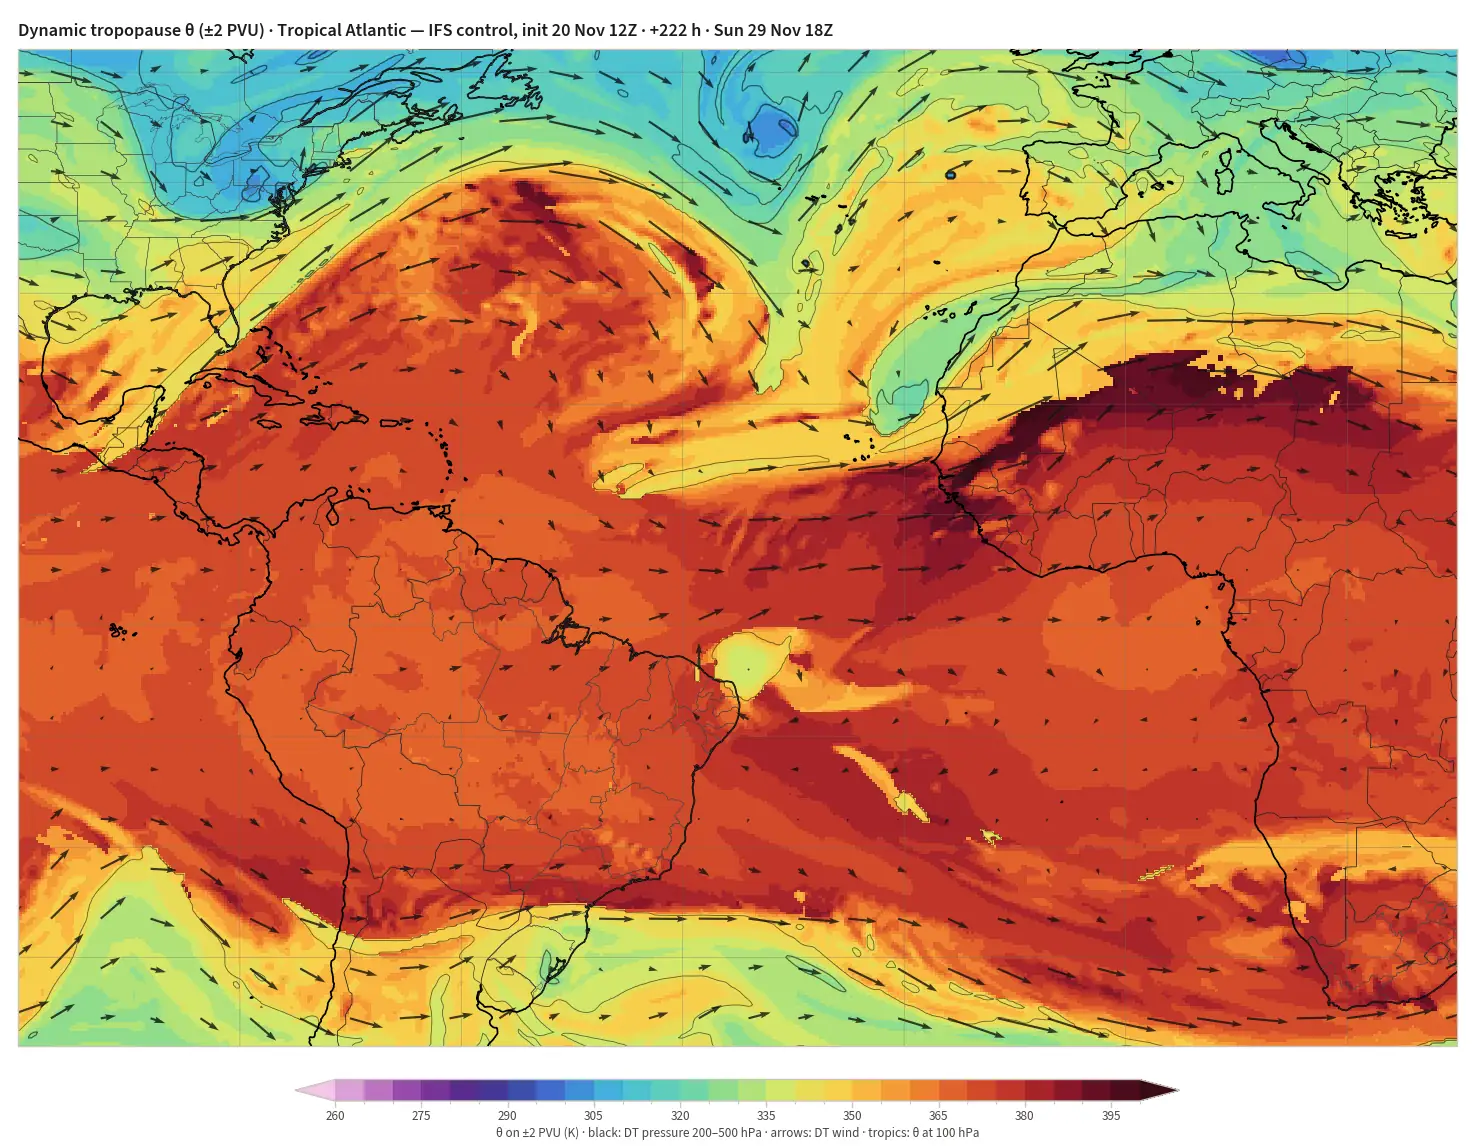 Dynamic tropopause θ (±2 PVU) · Tropical Atlantic — IFS control, init 20 Nov 12Z · +222 h · Sun 29 Nov 18Z
260 275 290 305 320 335 350 365 380 395
θ on ±2 PVU (K) · black: DT pressure 200–500 hPa · arrows: DT wind · tropics: θ at 100 hPa